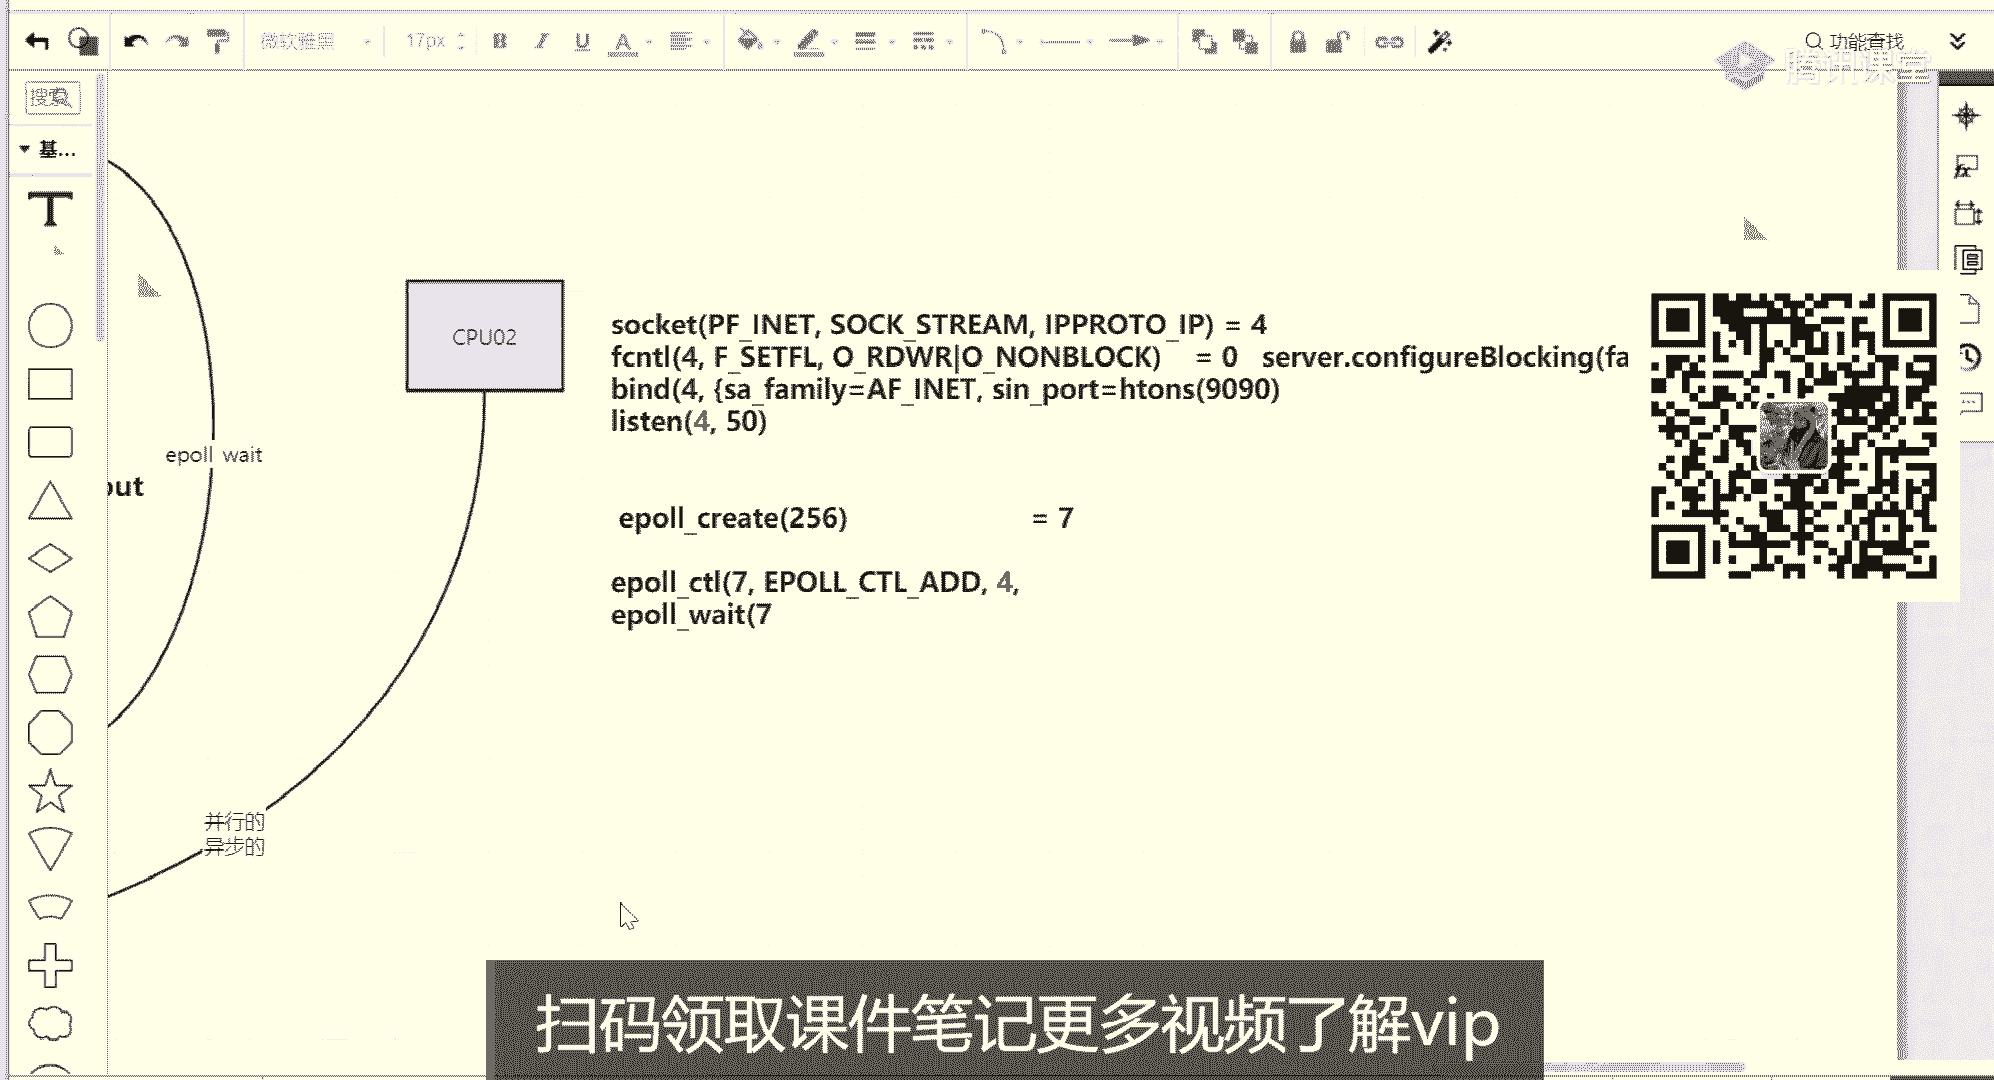 微软雅黑
17px
B I U A
功能查找
腾讯课堂
搜索
基...
T
fx
CPU02
socket(PF_INET, SOCK_STREAM, IPPROTO_IP) = 4
fcntl(4, F_SETFL, O_RDWR|O_NONBLOCK) = 0 server.configureBlocking(fa
bind(4, {sa_family=AF_INET, sin_port=htons(9090)
listen(4, 50)
epoll wait
out
epoll_create(256) = 7
epoll_ctl(7, EPOLL_CTL_ADD, 4,
epoll_wait(7
并行的
异步的
扫码领取课件笔记更多视频了解vip